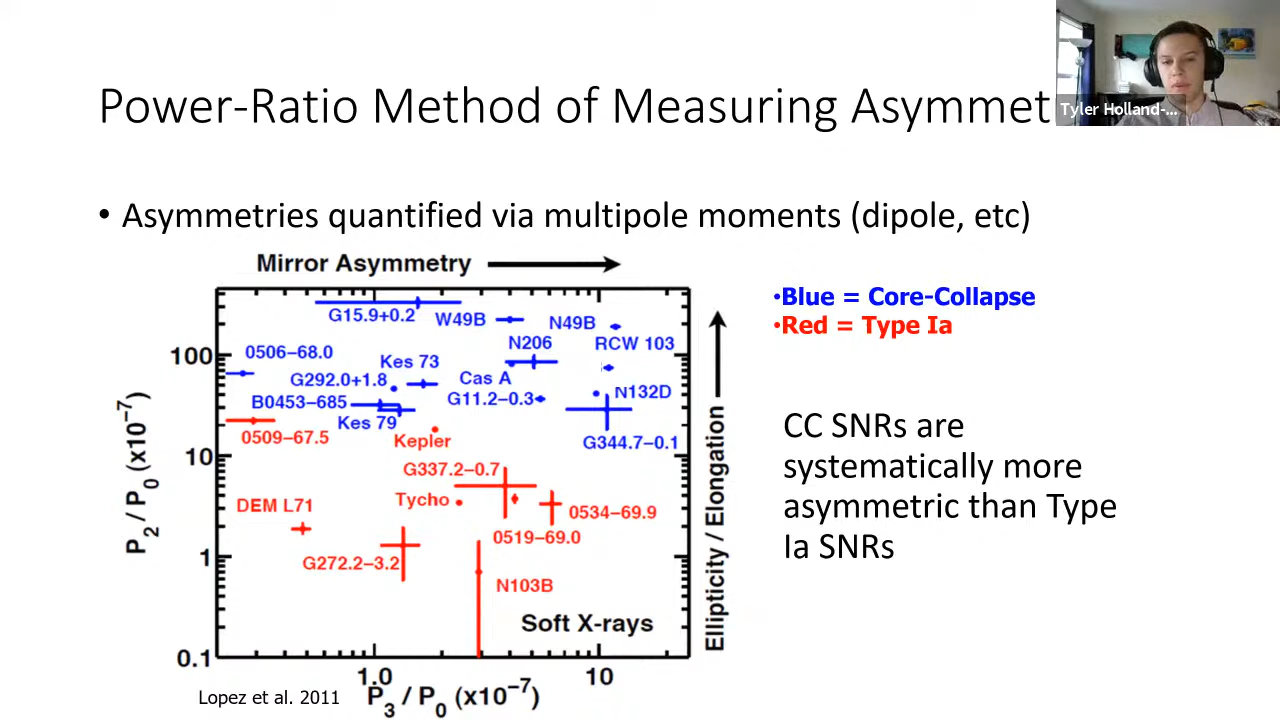 Power-Ratio Method of Measuring Asymmet
Tyler Holland-...
• Asymmetries quantified via multipole moments (dipole, etc)
Mirror Asymmetry
•Blue = Core-Collapse
•Red = Type Ia
G15.9+0.2
W49B
N49B
N206
RCW 103
100
0506−68.0
Kes 73
G292.0+1.8
Cas A
N132D
B0453−685
G11.2−0.3
Kes 79
G344.7−0.1
0509−67.5
Kepler
10
G337.2−0.7
DEM L71
Tycho
0534−69.9
0519−69.0
1
G272.2−3.2
N103B
Soft X-rays
0.1
1.0
10
P2 / P0 (x10−7)
P3 / P0 (x10−7)
Ellipticity / Elongation
CC SNRs are
systematically more
asymmetric than Type
Ia SNRs
Lopez et al. 2011